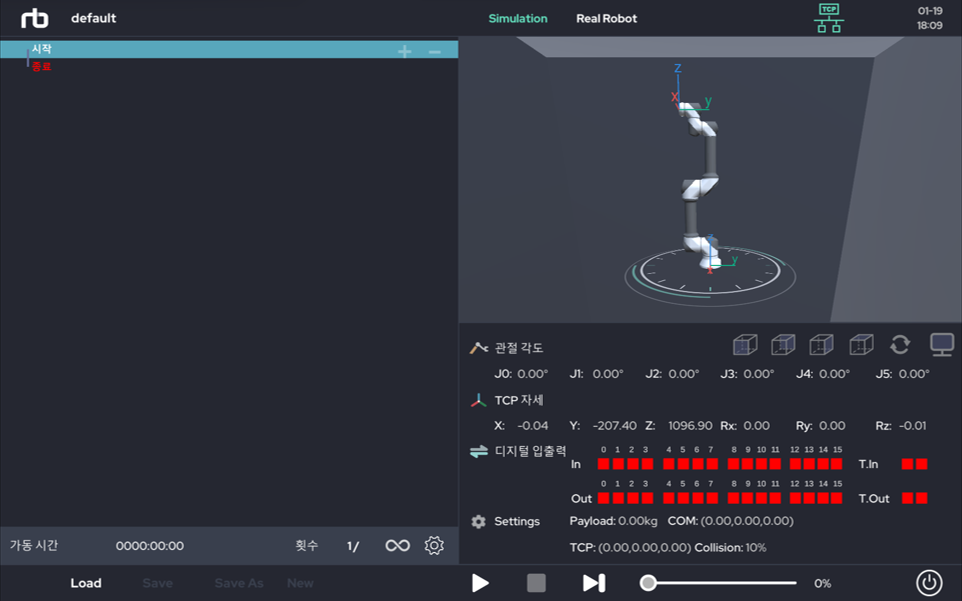 rb default Simulation Real Robot TCP 01-19
18:09
시작
종료
Z
X y
Z
y
관절 각도
J0: 0.00° J1: 0.00° J2: 0.00° J3: 0.00° J4: 0.00° J5: 0.00°
TCP 자세
X: -0.04 Y: -207.40 Z: 1096.90 Rx: 0.00 Ry: 0.00 Rz: -0.01
디지털 입출력
0 1 2 3 4 5 6 7 8 9 10 11 12 13 14 15
In T.In
0 1 2 3 4 5 6 7 8 9 10 11 12 13 14 15
Out T.Out
Settings Payload: 0.00kg COM: (0.00,0.00,0.00)
TCP: (0.00,0.00,0.00) Collision: 10%
가동 시간 0000:00:00 횟수 1/
Load Save Save As New 0%